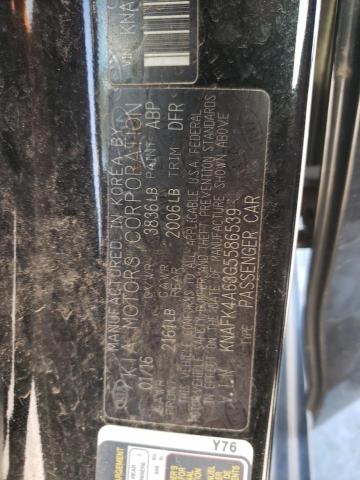 KNA
MANUFACTURED IN KOREA BY
KIA MOTORS CORPORATION
01/16 GVWR 3836LB PAINT ABP
GAWR 2161LB GAWR REAR 2006LB TRIM DFR
THIS VEHICLE CONFORMS TO ALL APPLICABLE U.S.A. FEDERAL
MOTOR VEHICLE SAFETY, BUMPER AND THEFT PREVENTION STANDARDS
IN EFFECT ON THE DATE OF MANUFACTURE SHOWN ABOVE
V.I.N: KNAFK4A68G5586539
TYPE: PASSENGER CAR
Y76
REAR